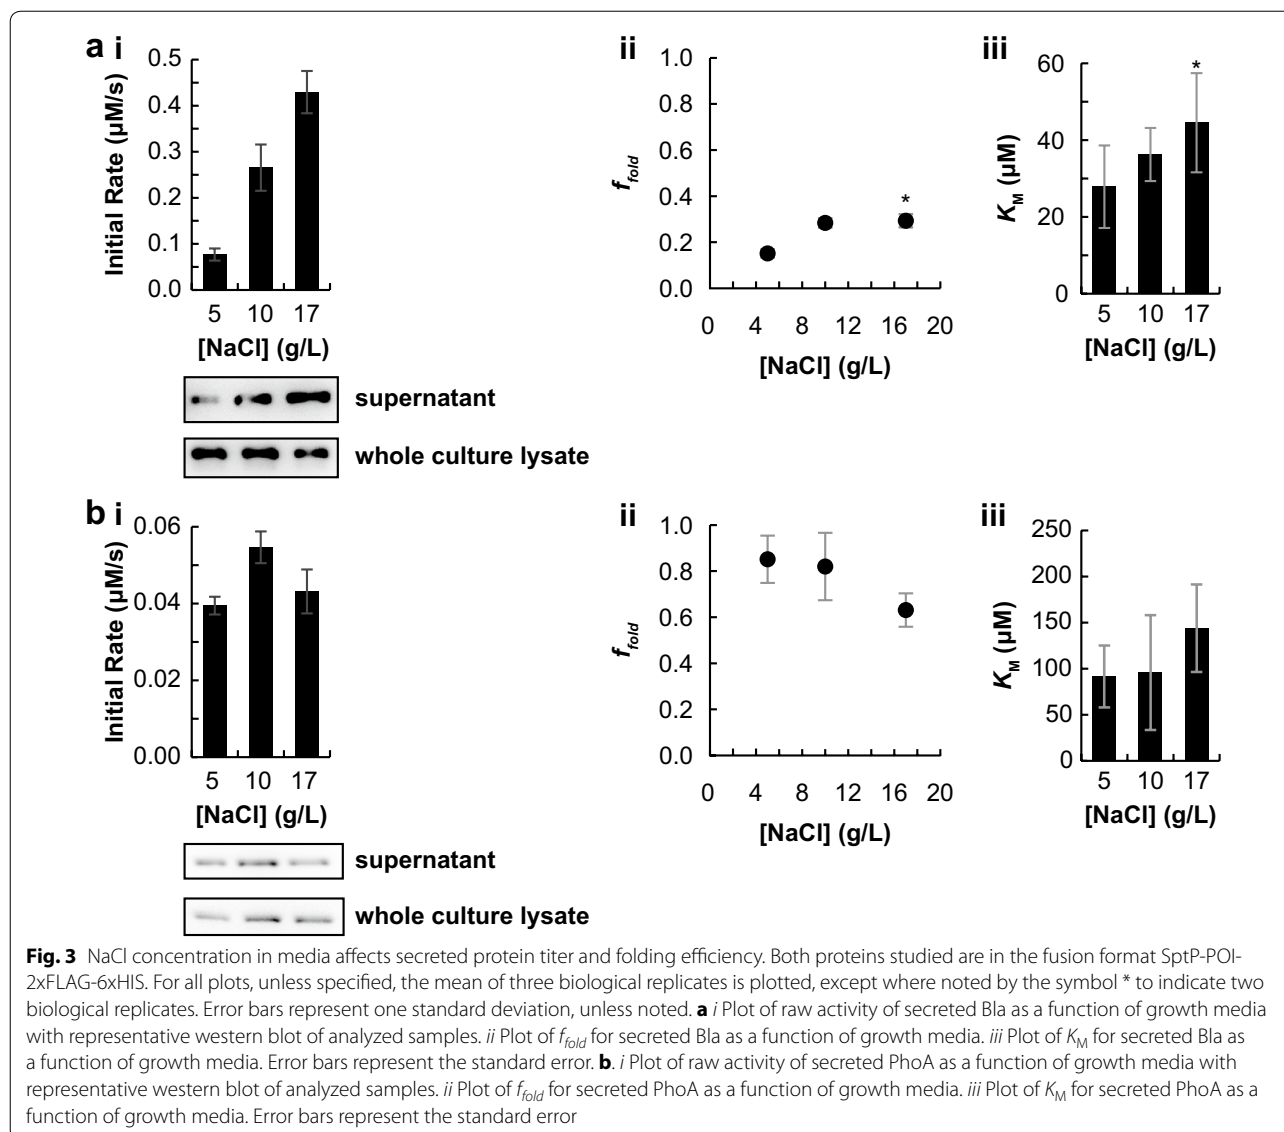 a i
0.5
0.4
0.3
0.2
0.1
0.0
Initial Rate (µM/s)
5 10 17
[NaCl] (g/L)
supernatant
whole culture lysate
ii
1.0
0.8
0.6
0.4
0.2
0.0
f_fold
*
0 4 8 12 16 20
[NaCl] (g/L)
iii
60
40
20
0
K_M (µM)
*
5 10 17
[NaCl] (g/L)
b i
0.06
0.04
0.02
0.00
Initial Rate (µM/s)
5 10 17
[NaCl] (g/L)
supernatant
whole culture lysate
ii
1.0
0.8
0.6
0.4
0.2
0.0
f_fold
0 4 8 12 16 20
[NaCl] (g/L)
iii
250
200
150
100
50
0
K_M (µM)
5 10 17
[NaCl] (g/L)
Fig. 3 NaCl concentration in media affects secreted protein titer and folding efficiency. Both proteins studied are in the fusion format SptP-POI-
2xFLAG-6xHIS. For all plots, unless specified, the mean of three biological replicates is plotted, except where noted by the symbol * to indicate two
biological replicates. Error bars represent one standard deviation, unless noted. a i Plot of raw activity of secreted Bla as a function of growth media
with representative western blot of analyzed samples. ii Plot of f_fold for secreted Bla as a function of growth media. iii Plot of K_M for secreted Bla as
a function of growth media. Error bars represent the standard error. b. i Plot of raw activity of secreted PhoA as a function of growth media with
representative western blot of analyzed samples. ii Plot of f_fold for secreted PhoA as a function of growth media. iii Plot of K_M for secreted PhoA as a
function of growth media. Error bars represent the standard error